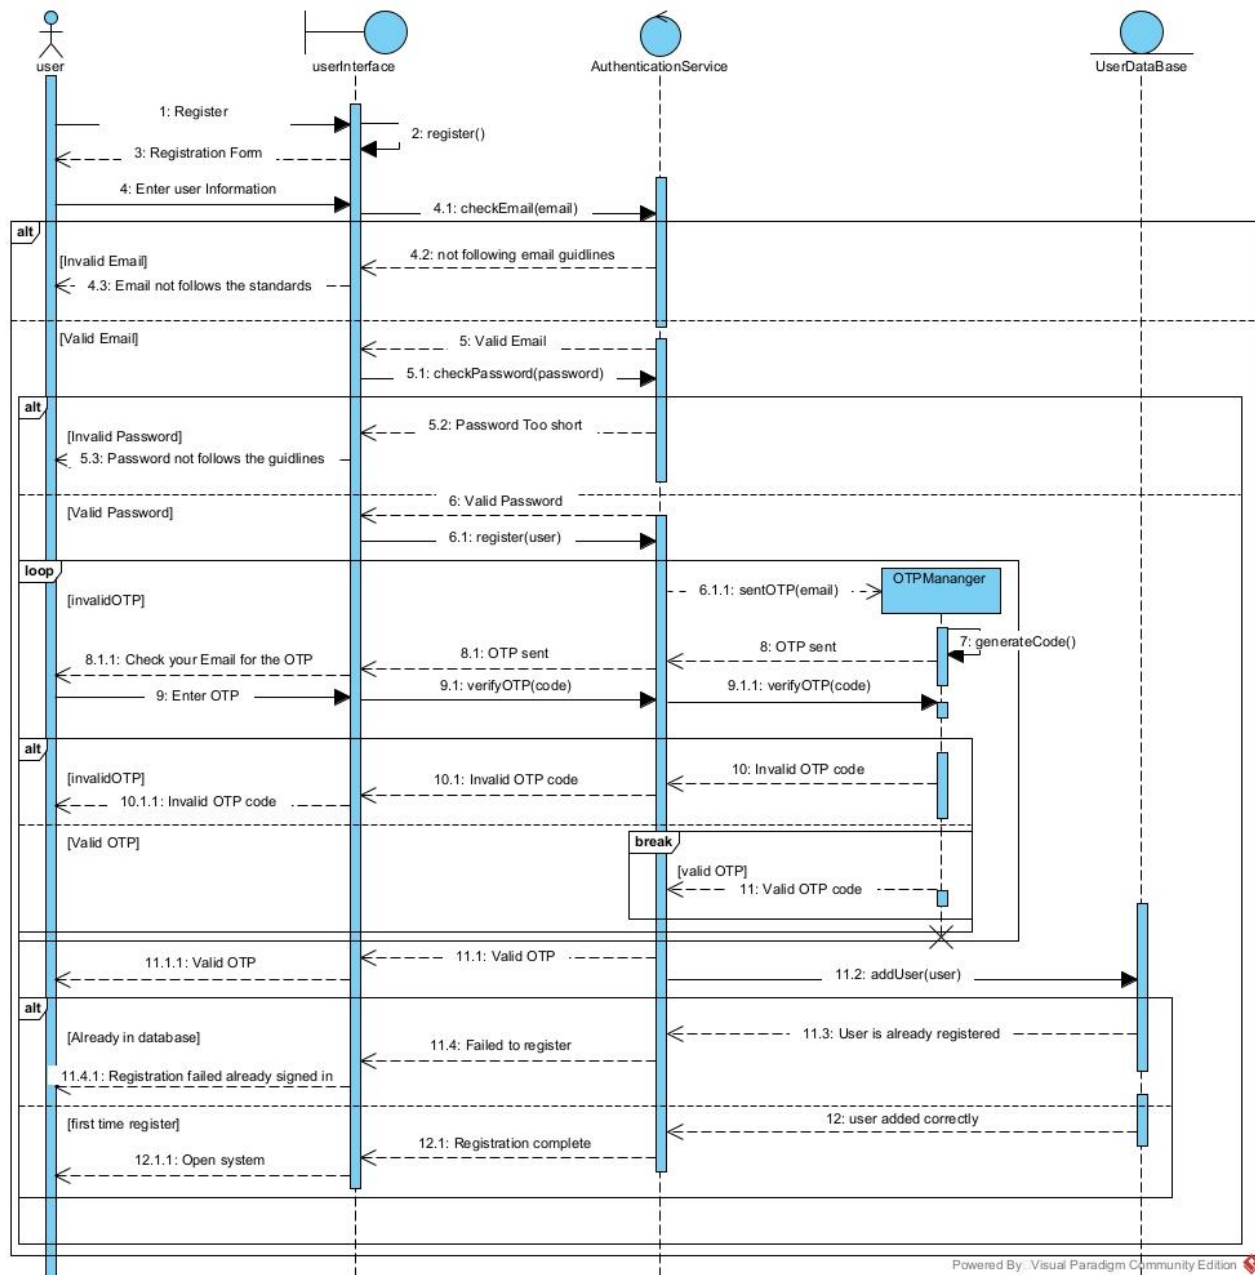 user
userInterface
AuthenticationService
UserDataBase
1: Register
2: register()
3: Registration Form
4: Enter user Information
4.1: checkEmail(email)
alt
4.2: not following email guidlines
[Invalid Email]
4.3: Email not follows the standards
[Valid Email]
5: Valid Email
5.1: checkPassword(password)
alt
5.2: Password Too short
[Invalid Password]
5.3: Password not follows the guidlines
6: Valid Password
[Valid Password]
6.1: register(user)
loop
OTPMananger
6.1.1: sentOTP(email)
[invalidOTP]
7: generateCode()
8: OTP sent
8.1: OTP sent
8.1.1: Check your Email for the OTP
9: Enter OTP
9.1: verifyOTP(code)
9.1.1: verifyOTP(code)
alt
10: Invalid OTP code
[invalidOTP]
10.1: Invalid OTP code
10.1.1: Invalid OTP code
[Valid OTP]
break
[valid OTP]
11: Valid OTP code
11.1: Valid OTP
11.1.1: Valid OTP
11.2: addUser(user)
alt
11.3: User is already registered
[Already in database]
11.4: Failed to register
11.4.1: Registration failed already signed in
[first time register]
12: user added correctly
12.1: Registration complete
12.1.1: Open system
Powered By Visual Paradigm Community Edition